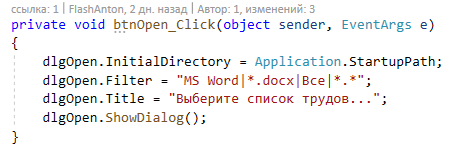 ссылка: 1 | FlashAnton, 2 дн. назад | Автор: 1, изменений: 3
private void btnOpen_Click(object sender, EventArgs e)
{
    dlgOpen.InitialDirectory = Application.StartupPath;
    dlgOpen.Filter = "MS Word|*.docx|Все|*.*";
    dlgOpen.Title = "Выберите список трудов...";
    dlgOpen.ShowDialog();
}